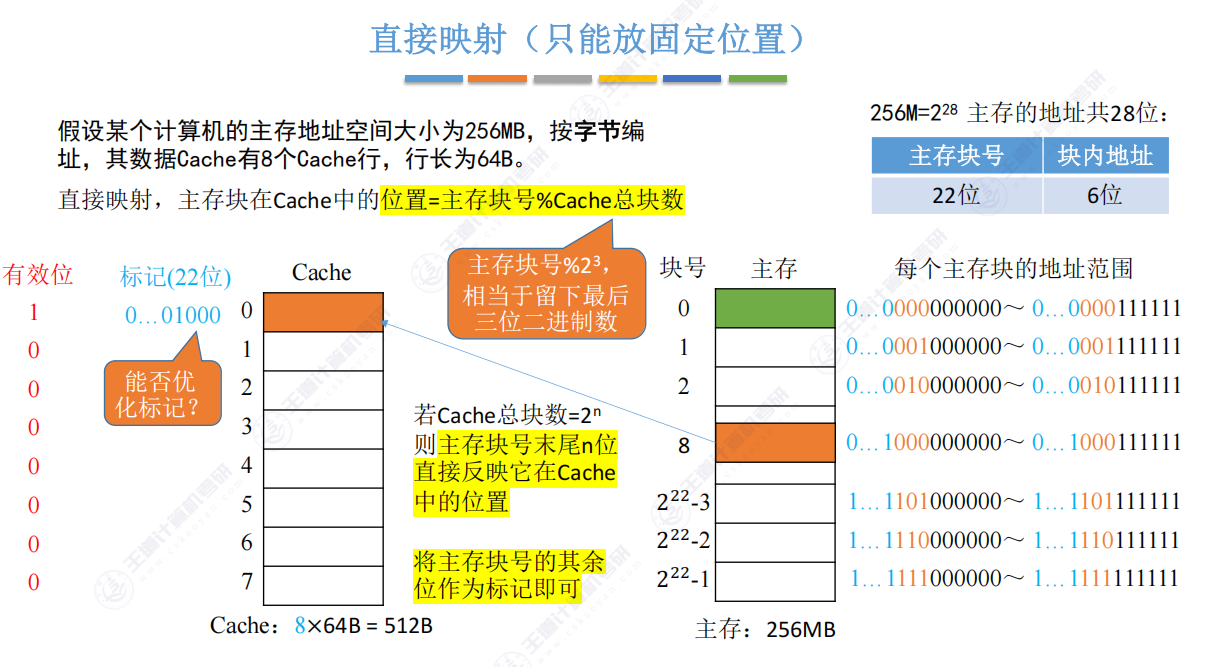 直接映射（只能放固定位置）
假设某个计算机的主存地址空间大小为256MB，按字节编
址，其数据Cache有8个Cache行，行长为64B。
直接映射，主存块在Cache中的位置=主存块号%Cache总块数
256M=2²⁸ 主存的地址共28位：
主存块号 块内地址
22位 6位
主存块号%2³，
相当于留下最后
三位二进制数
有效位 标记(22位) Cache
1 0…01000 0
0 1
0 2
0 3
0 4
0 5
0 6
0 7
能否优
化标记？
Cache：8×64B = 512B
若Cache总块数=2ⁿ
则主存块号末尾n位
直接反映它在Cache
中的位置
将主存块号的其余
位作为标记即可
块号 主存 每个主存块的地址范围
0 0…0000000000～ 0…0000111111
1 0…0001000000～ 0…0001111111
2 0…0010000000～ 0…0010111111
8 0…1000000000～ 0…1000111111
2²²-3 1…1101000000～ 1…1101111111
2²²-2 1…1110000000～ 1…1110111111
2²²-1 1…1111000000～ 1…1111111111
主存：256MB
王道计算机考研